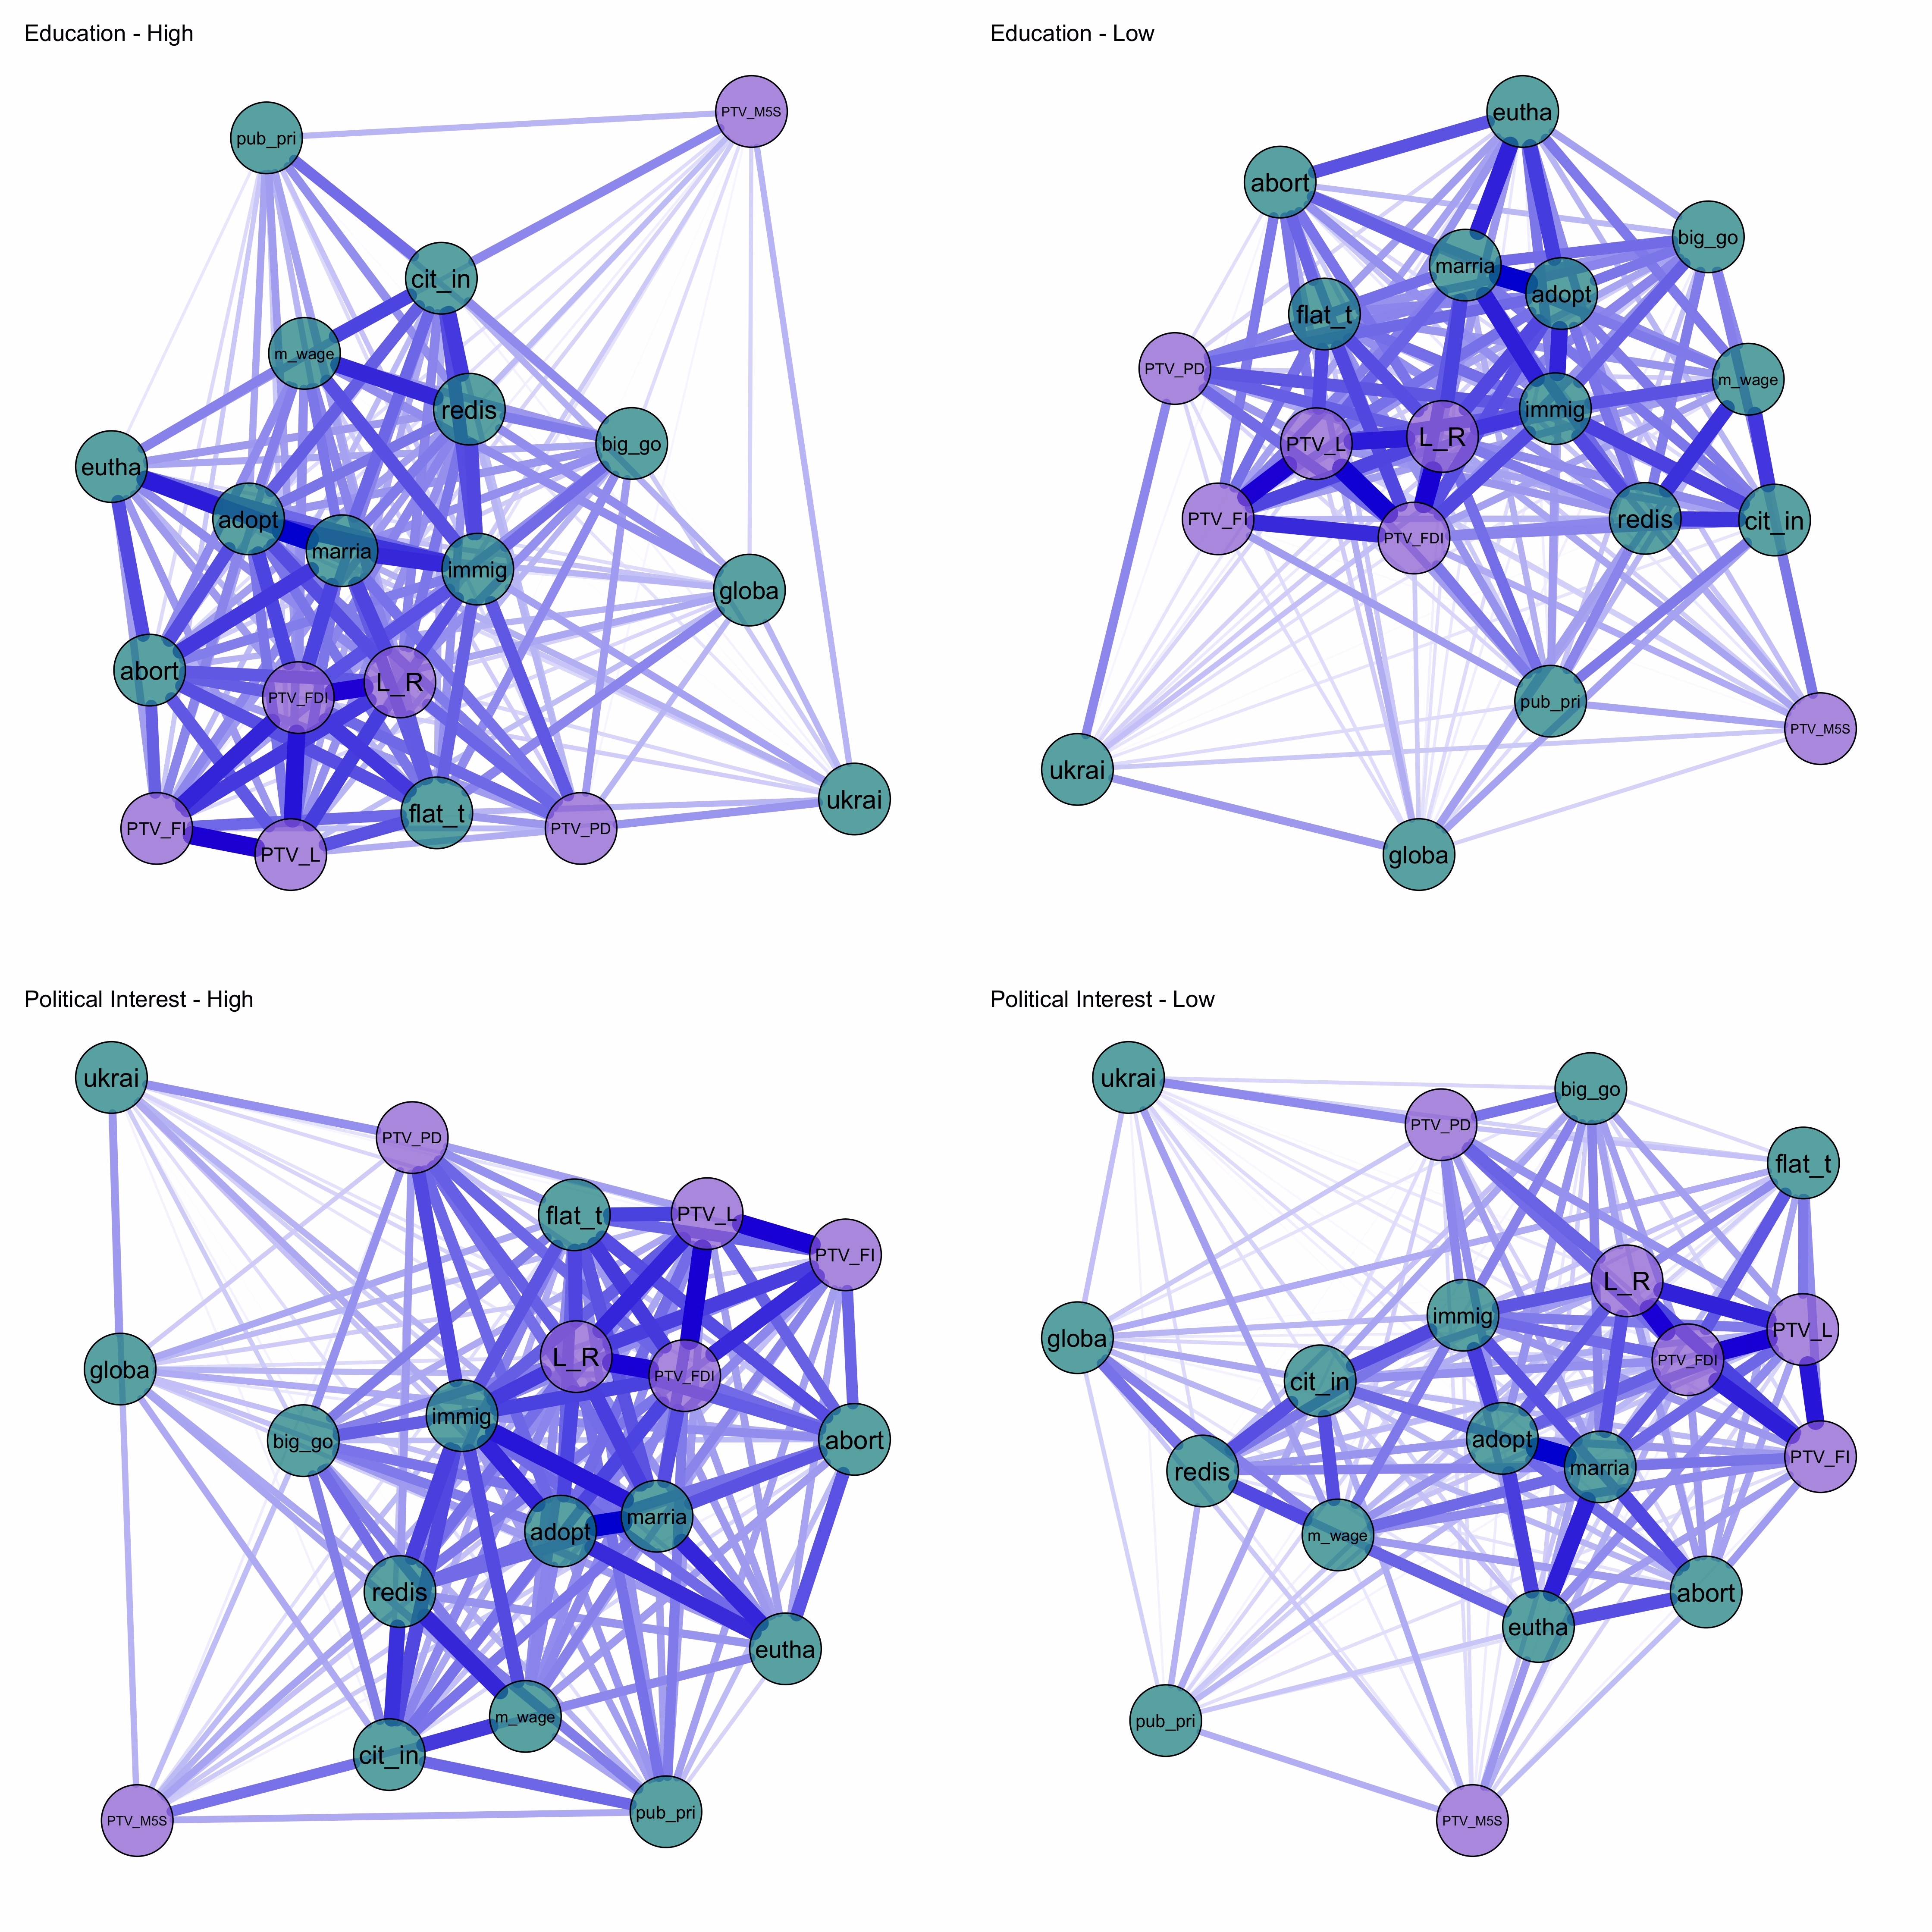 Education - High
PTV_M5S
pub_pri
cit_in
m_wage
redis
big_go
eutha
adopt
marria
immig
globa
abort
PTV_FDI
L_R
ukrai
flat_t
PTV_FI
PTV_PD
PTV_L
Education - Low
eutha
abort
big_go
marria
adopt
flat_t
PTV_PD
m_wage
immig
L_R
PTV_L
PTV_FI
redis
cit_in
PTV_FDI
pub_pri
PTV_M5S
ukrai
globa
Political Interest - High
ukrai
PTV_PD
flat_t
PTV_L
PTV_FI
L_R
globa
PTV_FDI
immig
big_go
abort
marria
adopt
redis
eutha
m_wage
cit_in
pub_pri
PTV_M5S
Political Interest - Low
ukrai
big_go
PTV_PD
flat_t
L_R
immig
PTV_L
globa
PTV_FDI
cit_in
adopt
PTV_FI
marria
redis
m_wage
abort
eutha
pub_pri
PTV_M5S